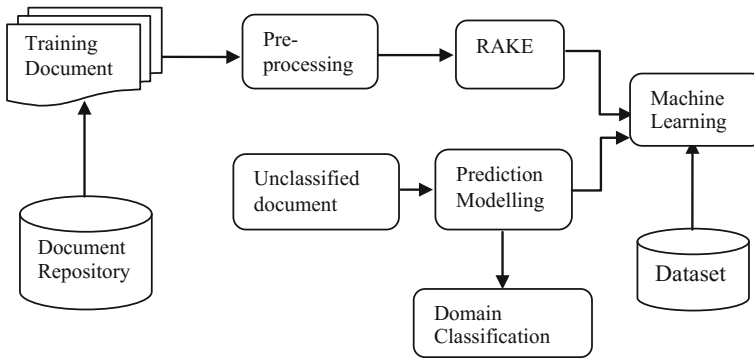 Training
Document
Pre-
processing
RAKE
Machine
Learning
Unclassified
document
Prediction
Modelling
Document
Repository
Dataset
Domain
Classification